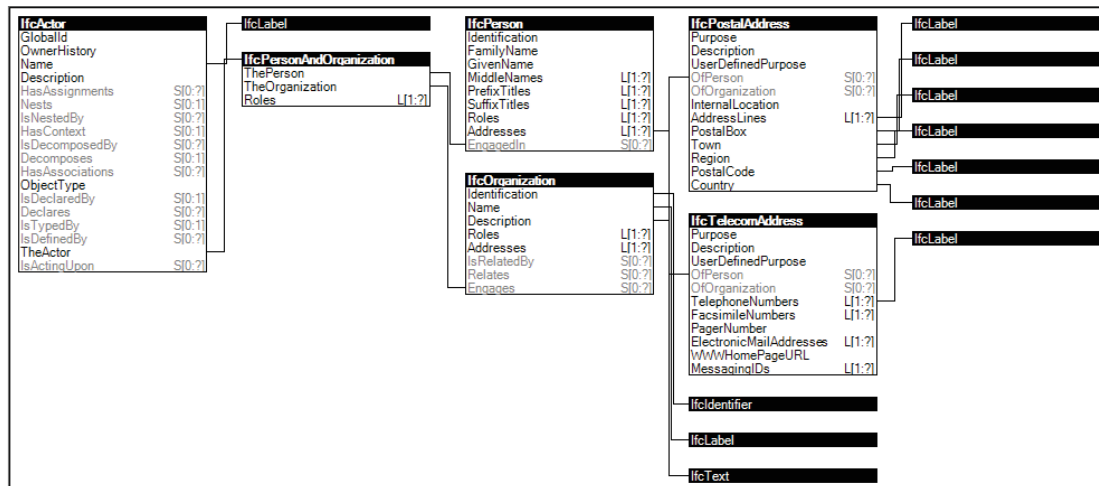 IfcActor
GlobalId
OwnerHistory
Name
Description
HasAssignments S[0:?]
Nests S[0:1]
IsNestedBy S[0:?]
HasContext S[0:1]
IsDecomposedBy S[0:?]
Decomposes S[0:1]
HasAssociations S[0:?]
ObjectType
IsDeclaredBy S[0:1]
Declares S[0:?]
IsTypedBy S[0:1]
IsDefinedBy S[0:?]
TheActor
IsActingUpon S[0:?]
IfcLabel
IfcPersonAndOrganization
ThePerson
TheOrganization
Roles L[1:?]
IfcPerson
Identification
FamilyName
GivenName
MiddleNames L[1:?]
PrefixTitles L[1:?]
SuffixTitles L[1:?]
Roles L[1:?]
Addresses L[1:?]
EngagedIn S[0:?]
IfcOrganization
Identification
Name
Description
Roles L[1:?]
Addresses L[1:?]
IsRelatedBy S[0:?]
Relates S[0:?]
Engages S[0:?]
IfcPostalAddress
Purpose
Description
UserDefinedPurpose
OfPerson S[0:?]
OfOrganization S[0:?]
InternalLocation
AddressLines L[1:?]
PostalBox
Town
Region
PostalCode
Country
IfcTelecomAddress
Purpose
Description
UserDefinedPurpose
OfPerson S[0:?]
OfOrganization S[0:?]
TelephoneNumbers L[1:?]
FacsimileNumbers L[1:?]
PagerNumber
ElectronicMailAddresses L[1:?]
WWWHomePageURL
MessagingIDs L[1:?]
IfcIdentifier
IfcLabel
IfcText
IfcLabel
IfcLabel
IfcLabel
IfcLabel
IfcLabel
IfcLabel
IfcLabel